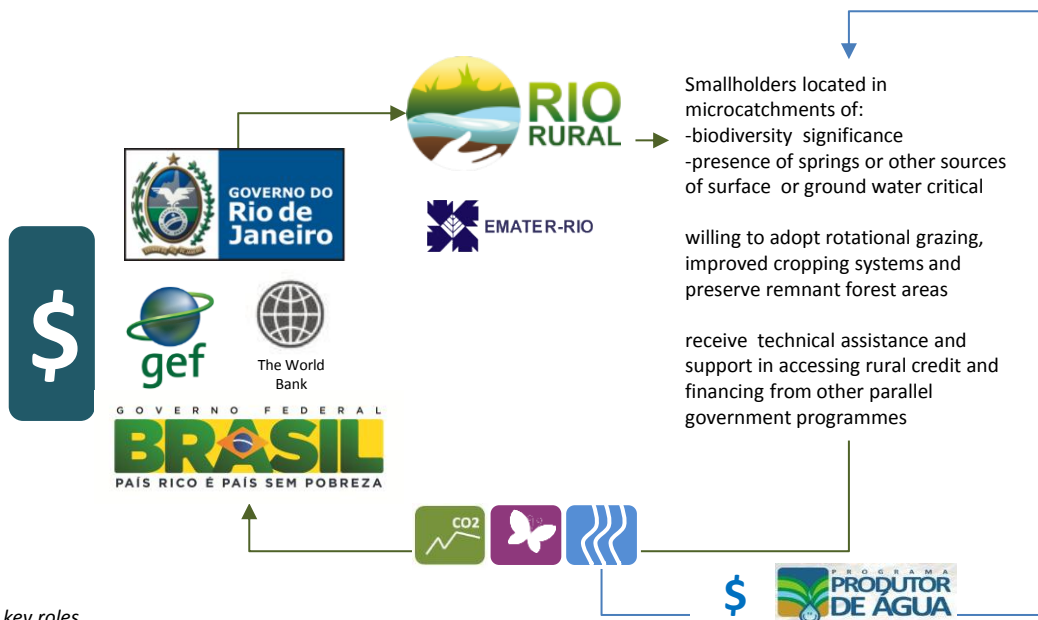 RIO
RURAL
GOVERNO DO
Rio de
Janeiro
EMATER-RIO
$
gef
The World
Bank
GOVERNO FEDERAL
BRASIL
PAÍS RICO É PAÍS SEM POBREZA
Smallholders located in
microcatchments of:
-biodiversity significance
-presence of springs or other sources
of surface or ground water critical
willing to adopt rotational grazing,
improved cropping systems and
preserve remnant forest areas
receive technical assistance and
support in accessing rural credit and
financing from other parallel
government programmes
CO2
$
PROGRAMA
PRODUTOR
DE ÁGUA
key roles